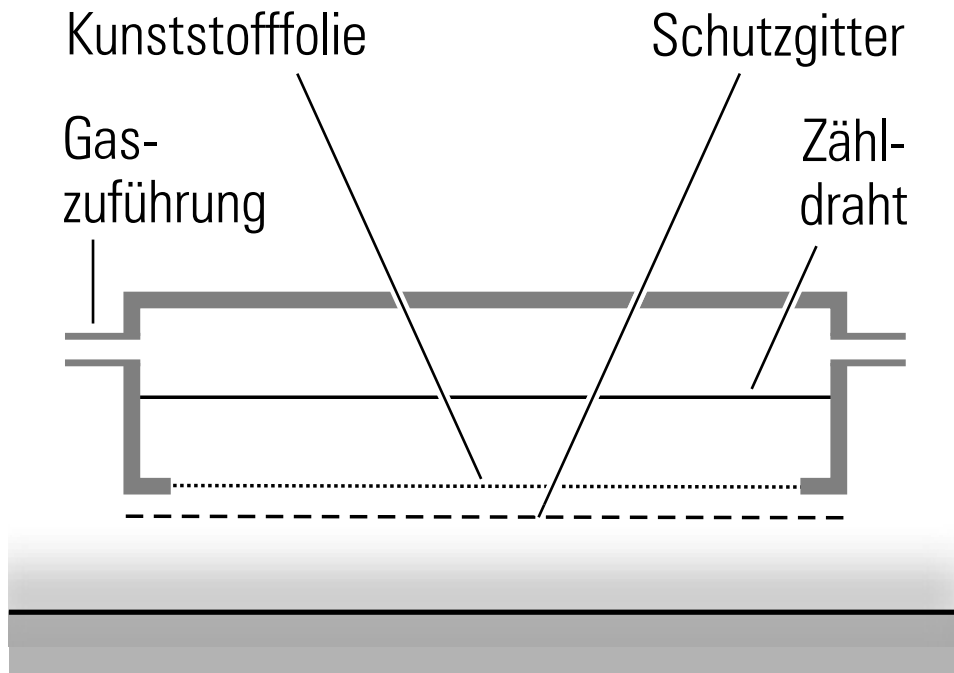 Kunststofffolie
Schutzgitter
Gas-
zuführung
Zähl-
draht